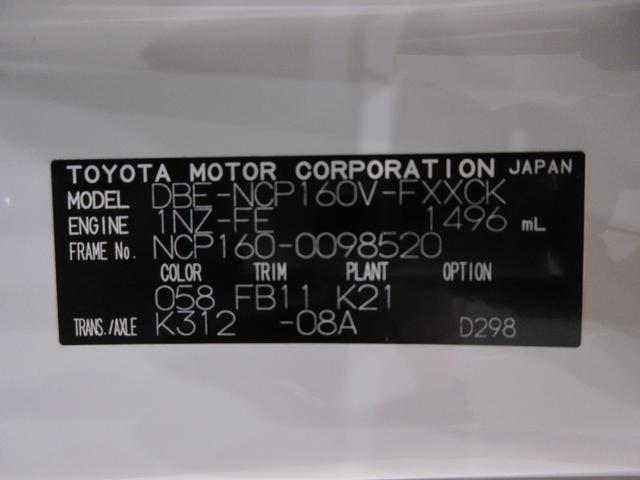 TOYOTA MOTOR CORPORATION JAPAN
MODEL DBE-NCP160V-FXXCK
ENGINE 1NZ-FE 1496 mL
FRAME No. NCP160-0098520
COLOR TRIM PLANT OPTION
058 FB11 K21
TRANS./AXLE K312 -08A D298